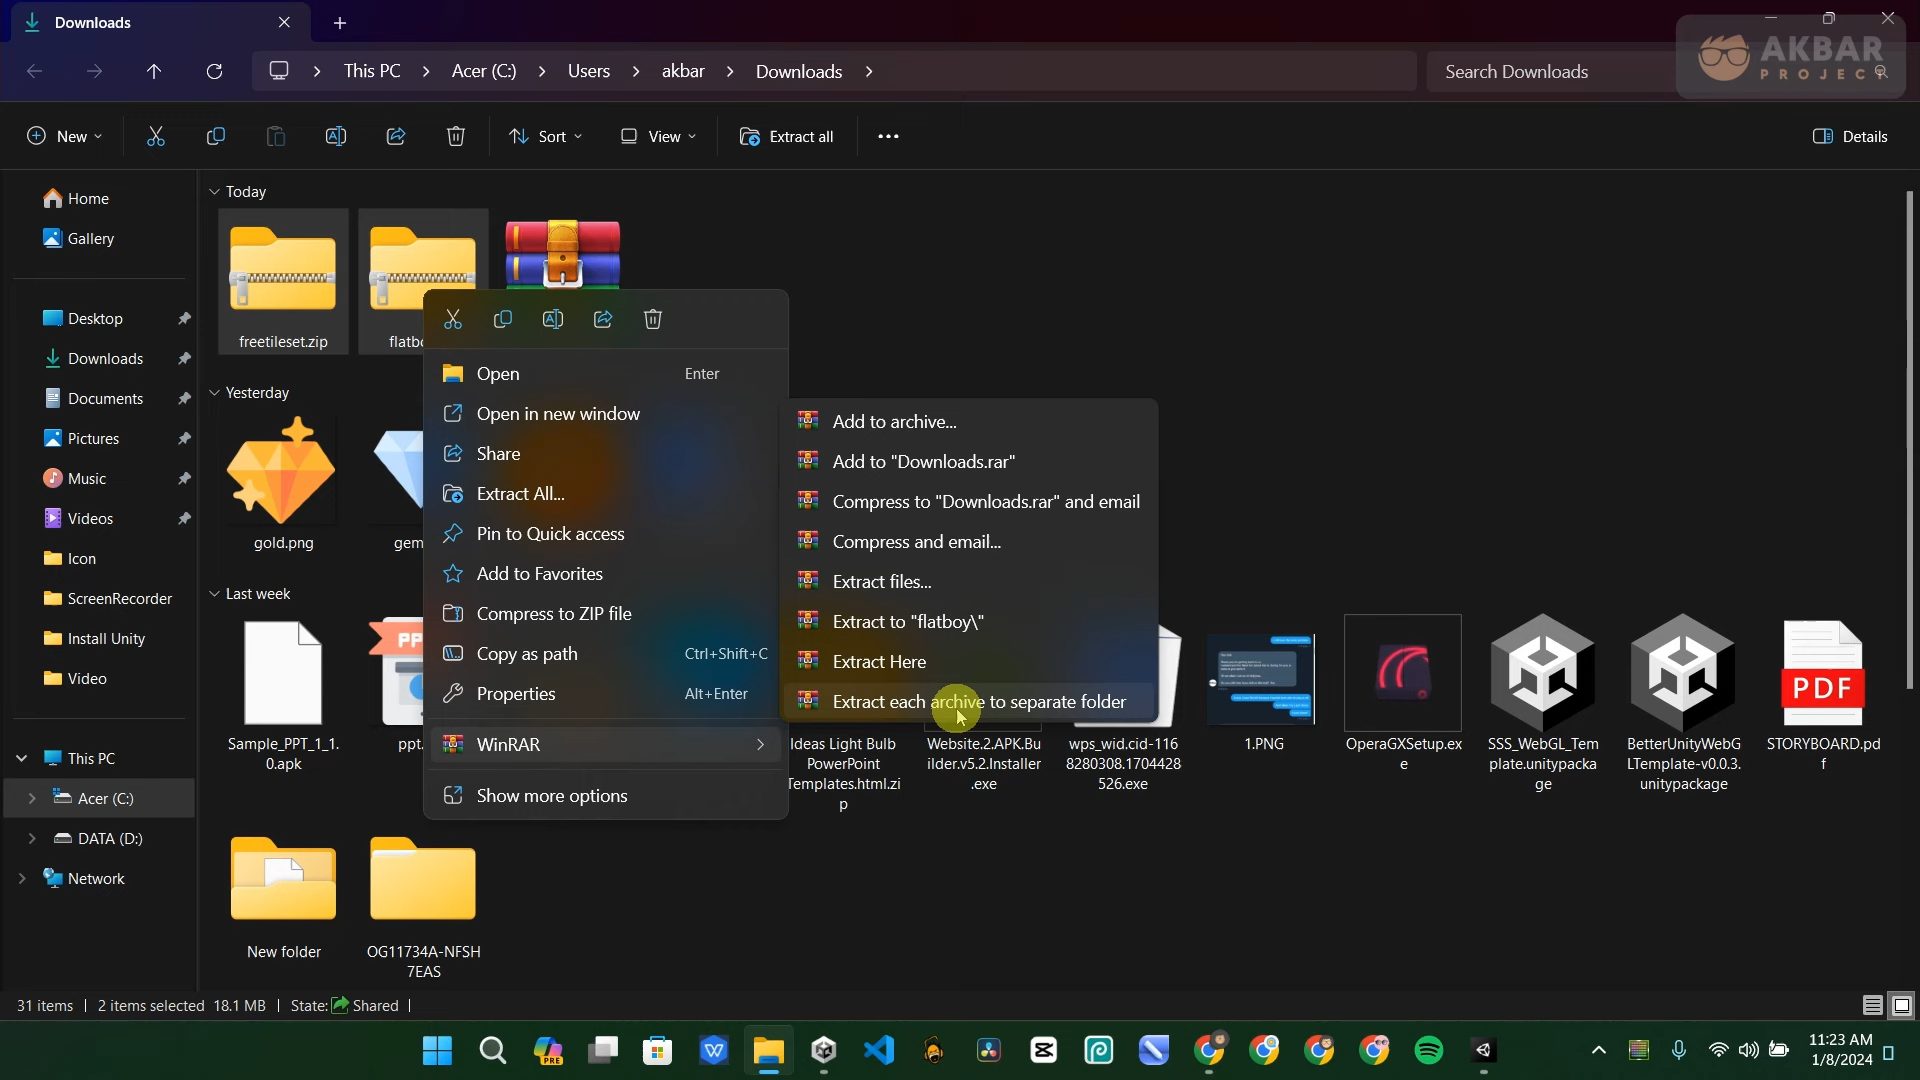 Downloads
AKBAR
PROJECT
This PC
Acer (C:)
Users
akbar
Downloads
Search Downloads
New
Sort
View
Extract all
Details
Home
Gallery
Desktop
Downloads
Documents
Pictures
Music
Videos
Icon
ScreenRecorder
Install Unity
Video
This PC
Acer (C:)
DATA (D:)
Network
Today
freetileset.zip
flatbo
Yesterday
gold.png
gem
Last week
Sample_PPT_1_1.
0.apk
PP
ppt.
Open Enter
Open in new window
Share
Extract All...
Pin to Quick access
Add to Favorites
Compress to ZIP file
Copy as path Ctrl+Shift+C
Properties Alt+Enter
WinRAR
Show more options
Add to archive...
Add to "Downloads.rar"
Compress to "Downloads.rar" and email
Compress and email...
Extract files...
Extract to "flatboy\"
Extract Here
Extract each archive to separate folder
Ideas Light Bulb
PowerPoint
Templates.html.zi
p
Website.2.APK.Bu
ilder.v5.2.Installer
.exe
wps_wid.cid-116
8280308.1704428
526.exe
1.PNG
OperaGXSetup.ex
e
SSS_WebGL_Tem
plate.unitypacka
ge
BetterUnityWebG
LTemplate-v0.0.3.
unitypackage
PDF
STORYBOARD.pd
f
New folder
OG11734A-NFSH
7EAS
31 items
2 items selected 18.1 MB
State: Shared
PRE
11:23 AM
1/8/2024